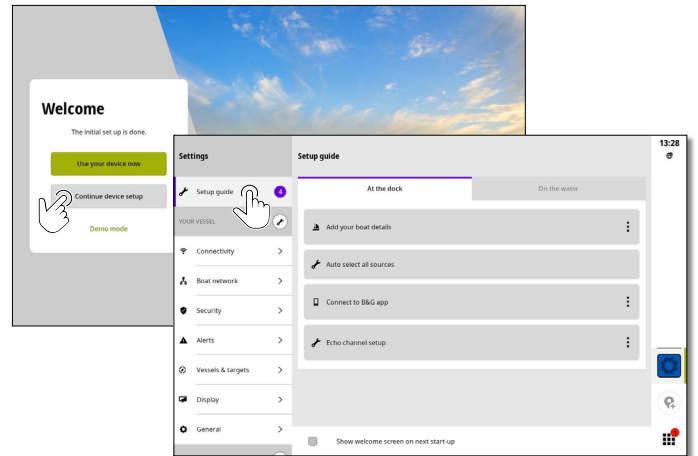 Welcome
The initial set up is done.
Use your device now
Continue device setup
Demo mode
Settings
Setup guide
13:28
Setup guide
4
At the dock
On the water
YOUR VESSEL
Add your boat details
Connectivity
Auto select all sources
Boat network
Connect to B&G app
Security
Alerts
Echo channel setup
Vessels & targets
Display
General
1
Show welcome screen on next start-up